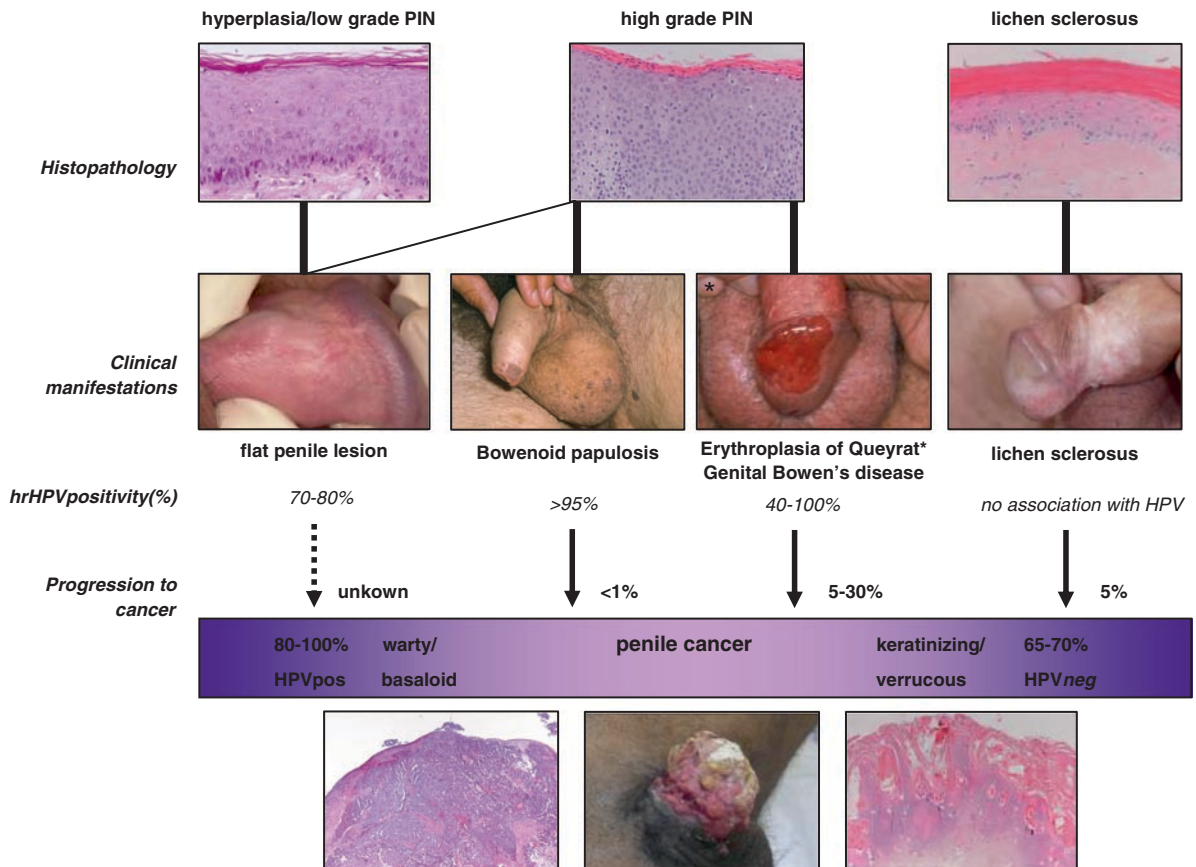 hyperplasia/low grade PIN
high grade PIN
lichen sclerosus
Histopathology
*
Clinical
manifestations
flat penile lesion
Bowenoid papulosis
Erythroplasia of Queyrat*
Genital Bowen's disease
lichen sclerosus
hrHPVpositivity(%)
70-80%
>95%
40-100%
no association with HPV
Progression to
cancer
unkown
<1%
5-30%
5%
80-100%
HPVpos
warty/
basaloid
penile cancer
keratinizing/
verrucous
65-70%
HPVneg